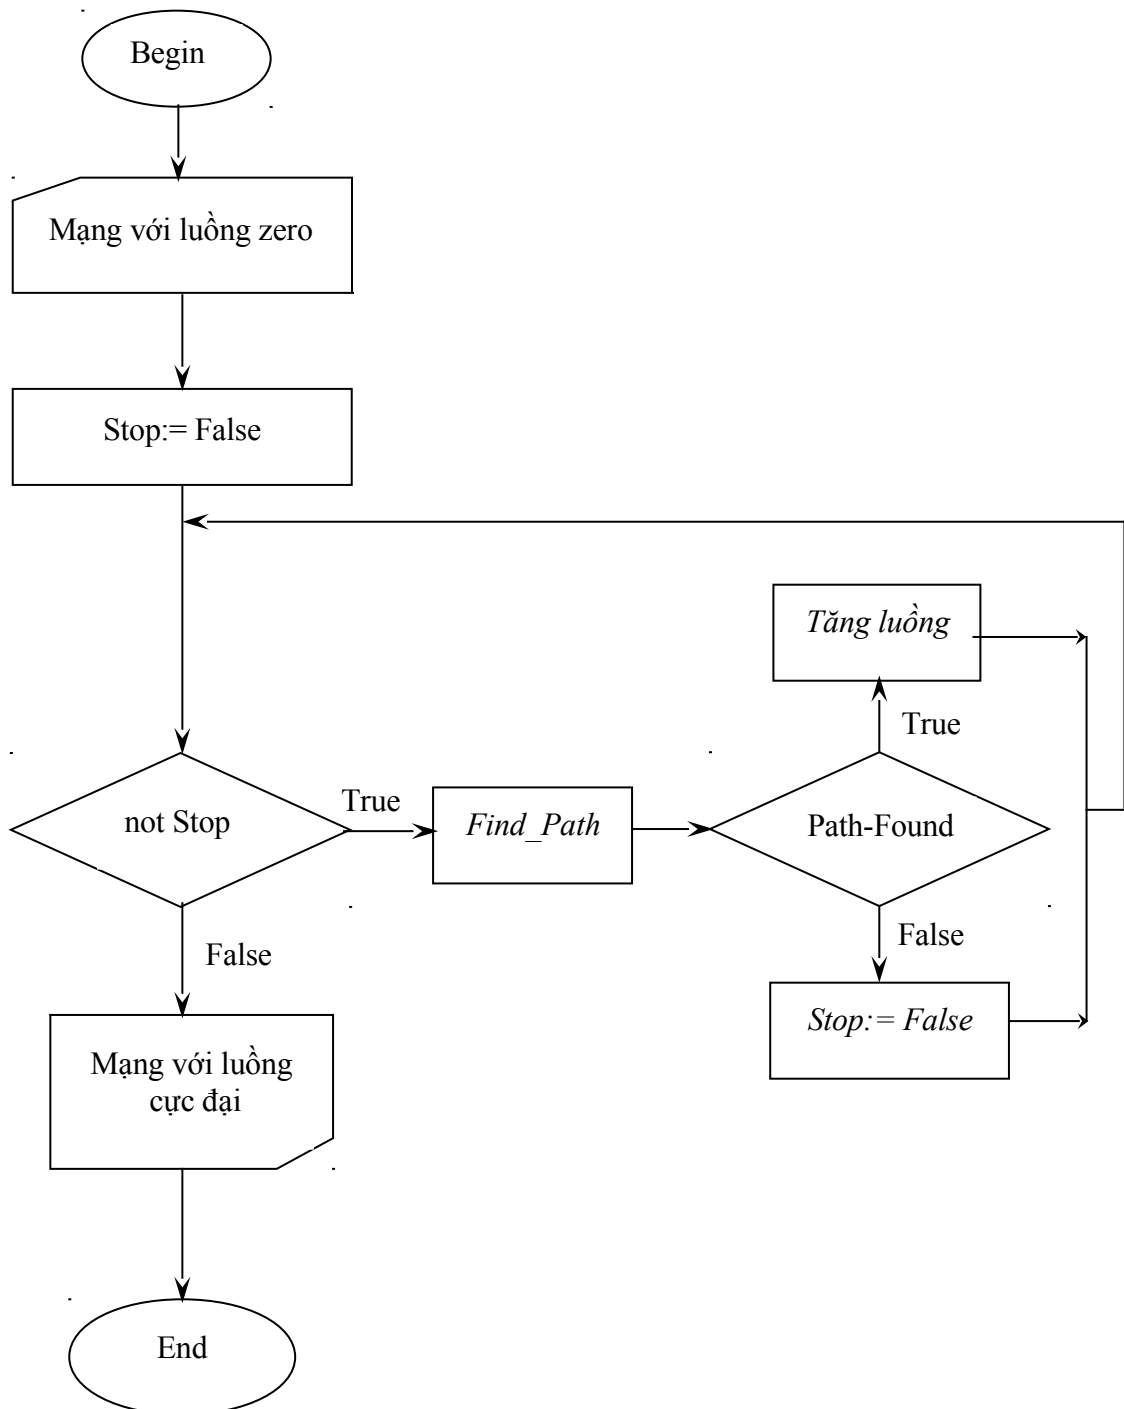 Begin
Mạng với luồng zero
Stop:= False
Tăng luồng
True
not Stop
True
Find_Path
Path-Found
False
False
Stop:= False
Mạng với luồng
cực đại
End